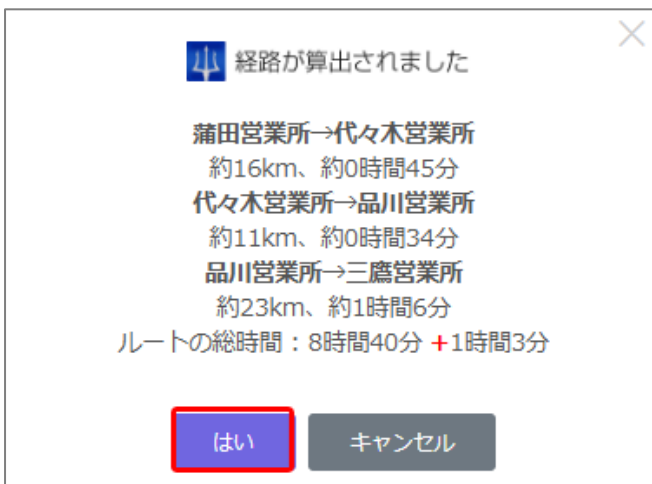 経路が算出されました
蒲田営業所→代々木営業所
約16km、約0時間45分
代々木営業所→品川営業所
約11km、約0時間34分
品川営業所→三鷹営業所
約23km、約1時間6分
ルートの総時間：8時間40分 +1時間3分
はい
キャンセル